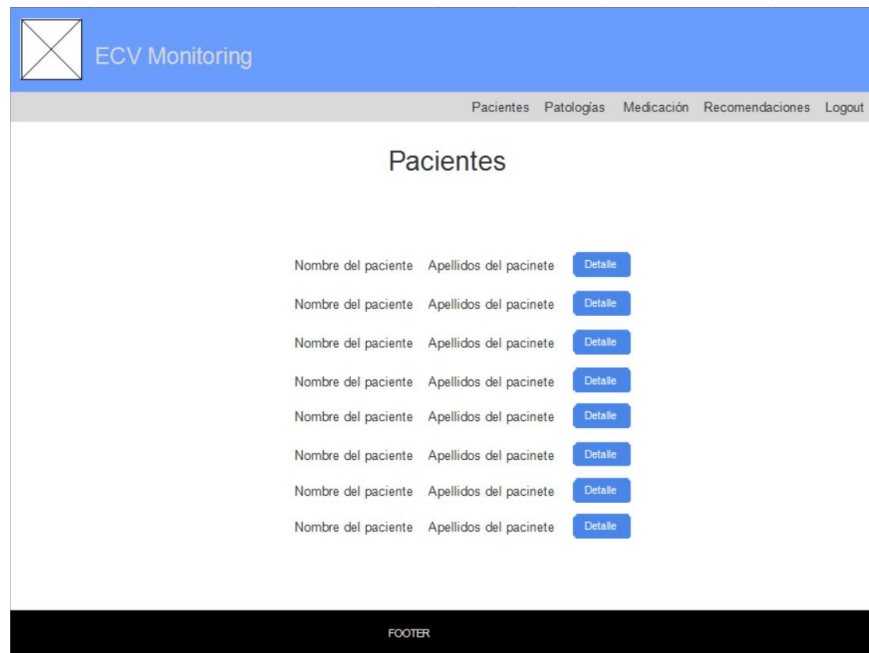 ECV Monitoring
Pacientes Patologías Medicación Recomendaciones Logout
Pacientes
Nombre del paciente Apellidos del pacinete Detalle
Nombre del paciente Apellidos del pacinete Detalle
Nombre del paciente Apellidos del pacinete Detalle
Nombre del paciente Apellidos del pacinete Detalle
Nombre del paciente Apellidos del pacinete Detalle
Nombre del paciente Apellidos del pacinete Detalle
Nombre del paciente Apellidos del pacinete Detalle
Nombre del paciente Apellidos del pacinete Detalle
FOOTER